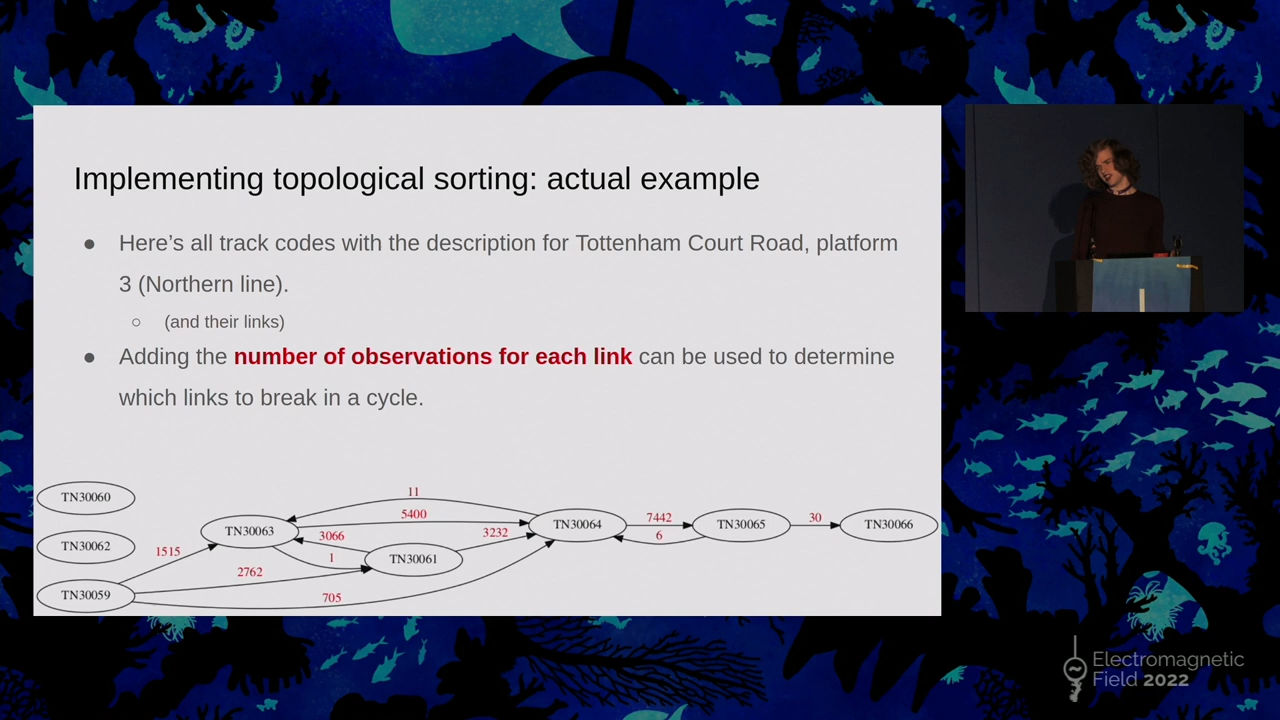 Implementing topological sorting: actual example
● Here’s all track codes with the description for Tottenham Court Road, platform
3 (Northern line).
○ (and their links)
● Adding the number of observations for each link can be used to determine
which links to break in a cycle.
TN30060
TN30062
TN30059
1515
2762
705
TN30063
11
5400
3066
1
TN30061
3232
TN30064
7442
6
TN30065
30
TN30066
Electromagnetic
Field 2022